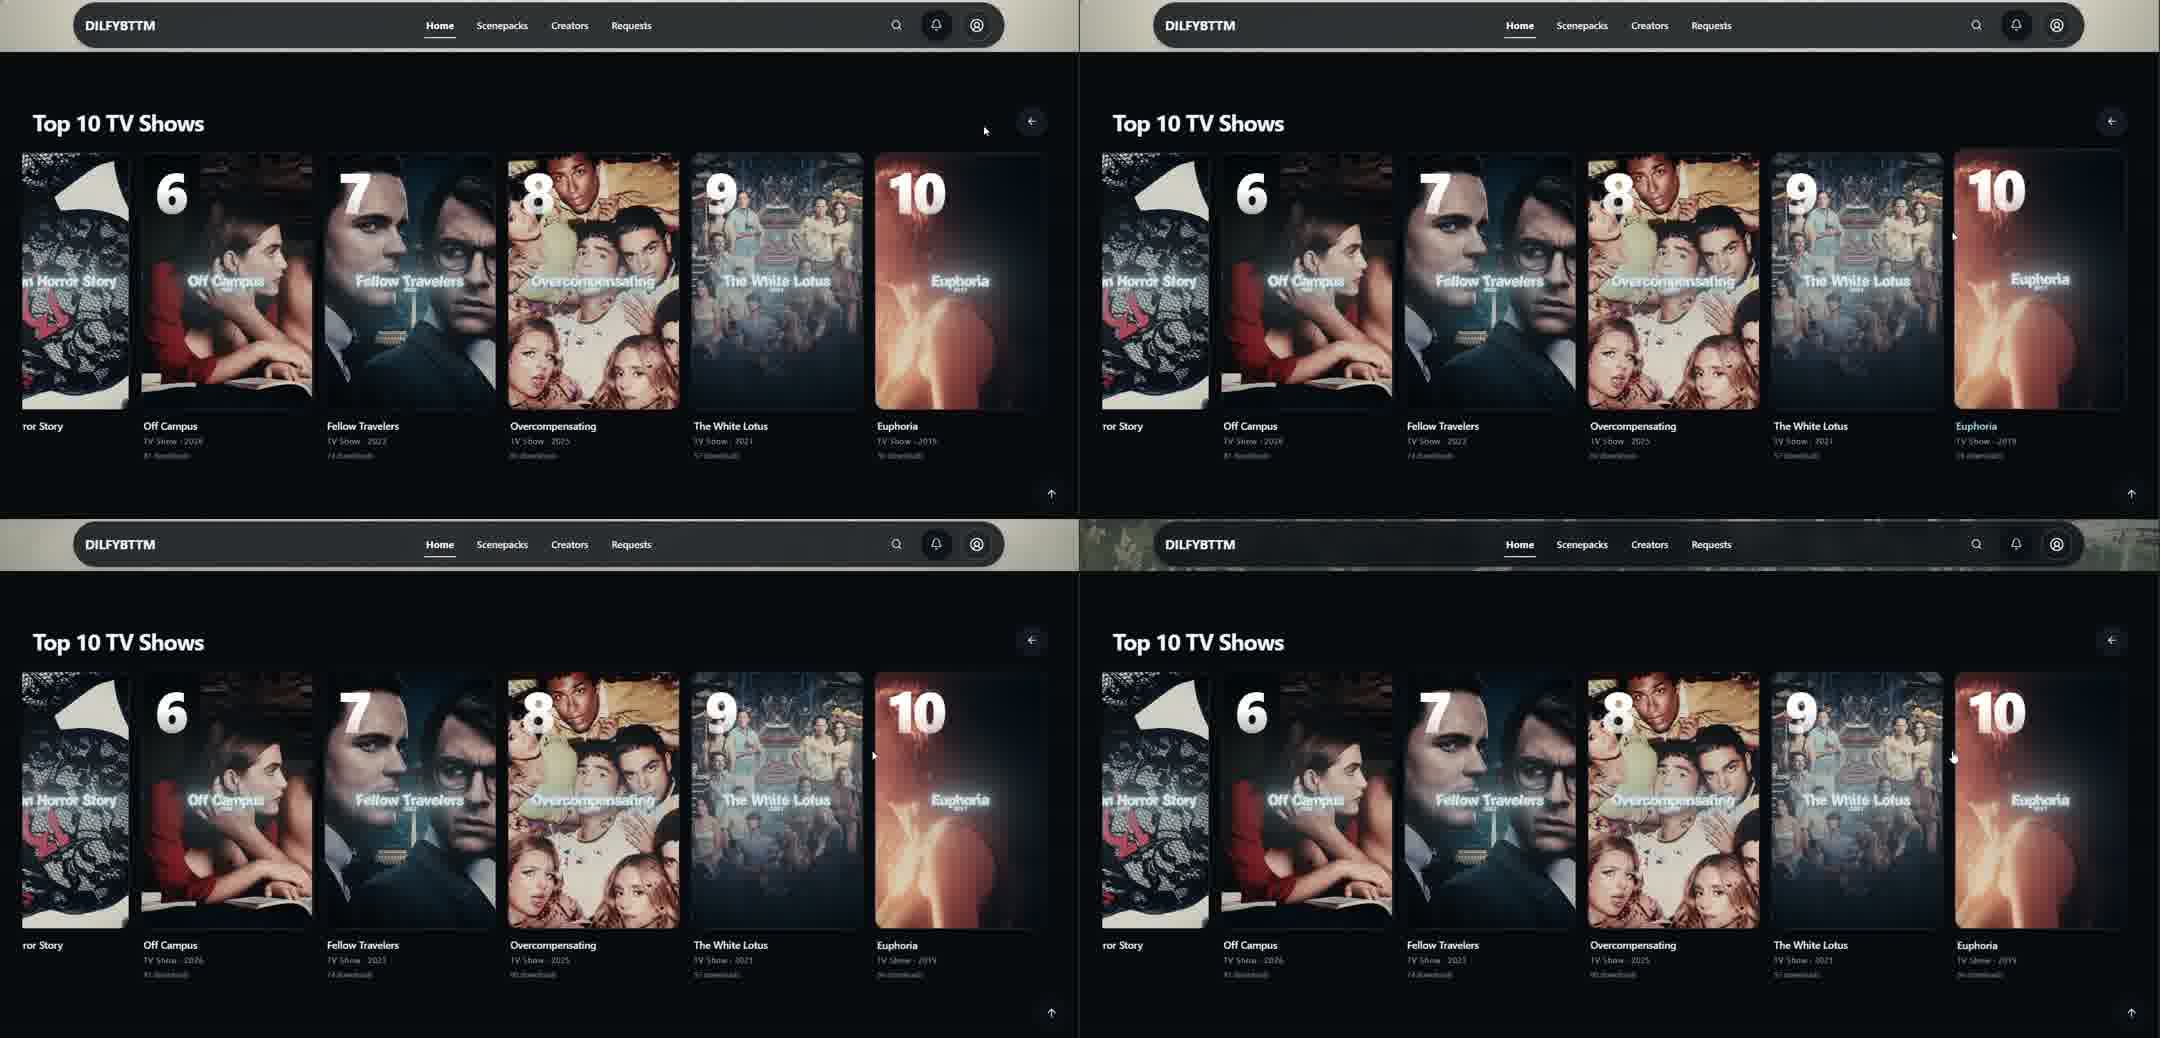 DILFYBTTM
Home Scenepacks Creators Requests
Top 10 TV Shows
6 7 8 9 10
n Horror Story Off Campus Fellow Travelers Overcompensating The White Lotus Euphoria
ror Story Off Campus Fellow Travelers Overcompensating The White Lotus Euphoria
TV Show · 2026 TV Show · 2023 TV Show · 2025 TV Show · 2021 TV Show · 2019
DILFYBTTM
Home Scenepacks Creators Requests
Top 10 TV Shows
6 7 8 9 10
n Horror Story Off Campus Fellow Travelers Overcompensating The White Lotus Euphoria
ror Story Off Campus Fellow Travelers Overcompensating The White Lotus Euphoria
TV Show · 2026 TV Show · 2023 TV Show · 2025 TV Show · 2021 TV Show · 2019
DILFYBTTM
Home Scenepacks Creators Requests
Top 10 TV Shows
6 7 8 9 10
n Horror Story Off Campus Fellow Travelers Overcompensating The White Lotus Euphoria
ror Story Off Campus Fellow Travelers Overcompensating The White Lotus Euphoria
TV Show · 2026 TV Show · 2023 TV Show · 2025 TV Show · 2021 TV Show · 2019
DILFYBTTM
Home Scenepacks Creators Requests
Top 10 TV Shows
6 7 8 9 10
n Horror Story Off Campus Fellow Travelers Overcompensating The White Lotus Euphoria
ror Story Off Campus Fellow Travelers Overcompensating The White Lotus Euphoria
TV Show · 2026 TV Show · 2023 TV Show · 2025 TV Show · 2021 TV Show · 2019